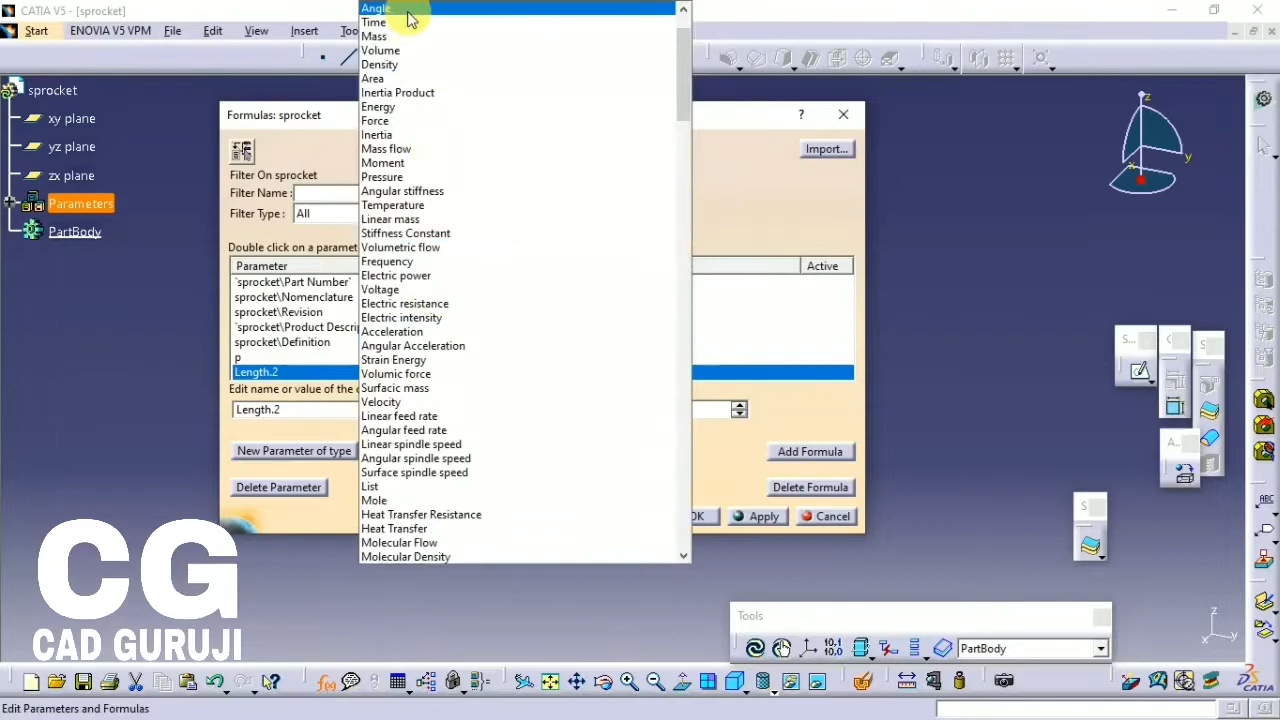 CATIA V5 - [sprocket]
Start ENOVIA V5 VPM File Edit View Insert
sprocket
xy plane
yz plane
zx plane
Parameters
PartBody
Formulas: sprocket
?
Import...
Filter On sprocket
Filter Name :
Filter Type : All
Double click on a paramet
Parameter
Active
`sprocket\Part Number`
sprocket\Nomenclature
sprocket\Revision
`sprocket\Product Descrip
sprocket\Definition
p
Length.2
Edit name or value of the c
Length.2
New Parameter of type
Add Formula
Delete Parameter
Delete Formula
OK
Apply
Cancel
Angle
Time
Mass
Volume
Density
Area
Inertia Product
Energy
Force
Inertia
Mass flow
Moment
Pressure
Angular stiffness
Temperature
Linear mass
Stiffness Constant
Volumetric flow
Frequency
Electric power
Voltage
Electric resistance
Electric intensity
Acceleration
Angular Acceleration
Strain Energy
Volumic force
Surfacic mass
Velocity
Linear feed rate
Angular feed rate
Linear spindle speed
Angular spindle speed
Surface spindle speed
List
Mole
Heat Transfer Resistance
Heat Transfer
Molecular Flow
Molecular Density
z
y
x
S...
S
A...
S
ABC
CG
CAD GURUJI
Tools
10.1
10,0
PartBody
z
x
y
f(x)
CATIA
Edit Parameters and Formulas